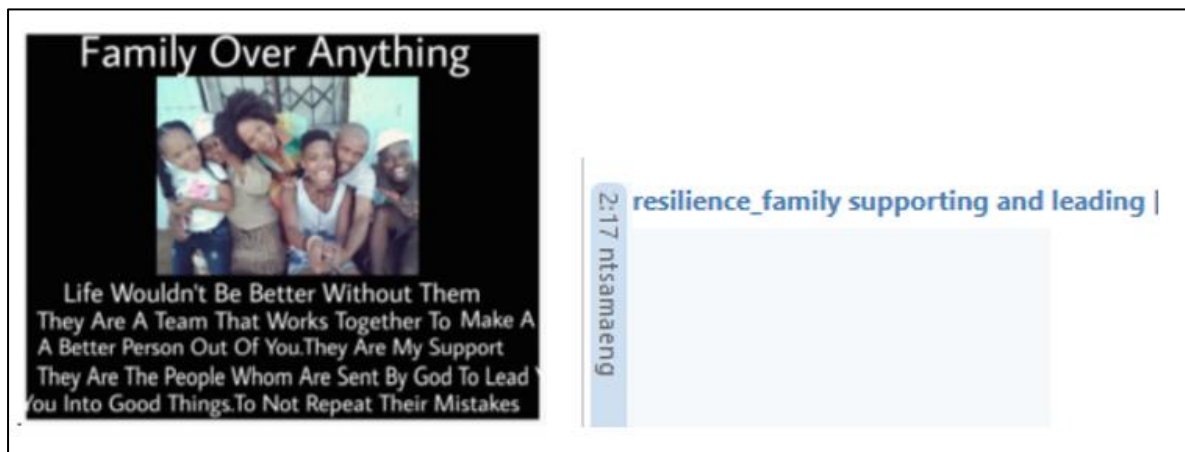 Family Over Anything
Life Wouldn't Be Better Without Them
They Are A Team That Works Together To Make A
A Better Person Out Of You.They Are My Support
They Are The People Whom Are Sent By God To Lead Y
You Into Good Things.To Not Repeat Their Mistakes
resilience_family supporting and leading |
2:17 ntsamaeng